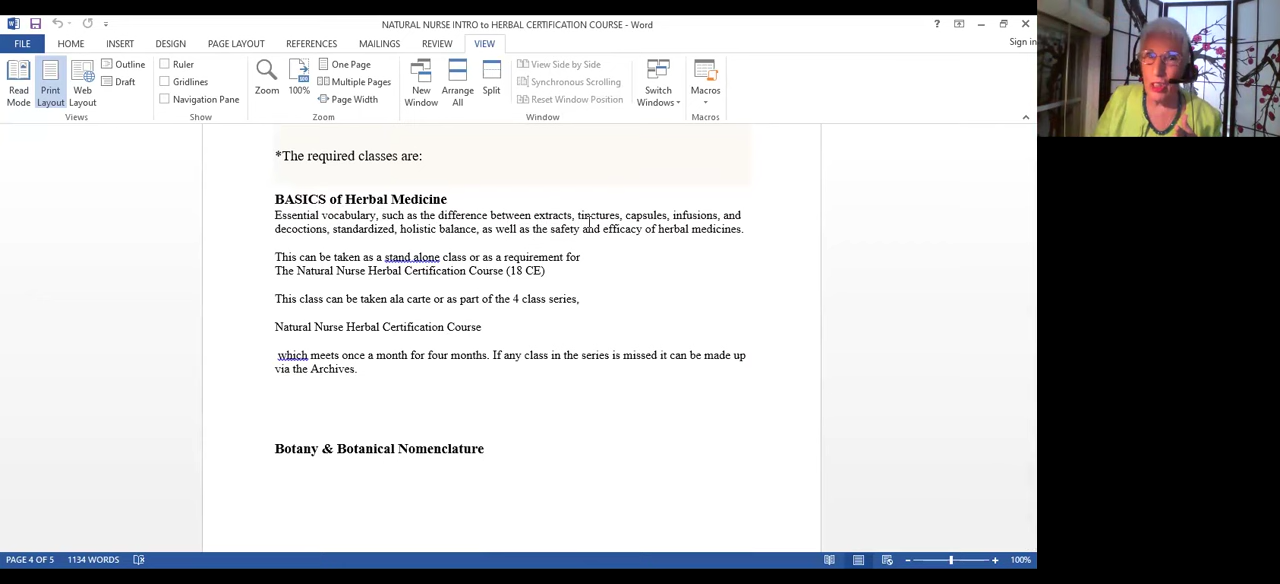 NATURAL NURSE INTRO to HERBAL CERTIFICATION COURSE - Word
?
Sign in
FILE HOME INSERT DESIGN PAGE LAYOUT REFERENCES MAILINGS REVIEW VIEW
Read Mode
Print Layout
Web Layout
Outline
Draft
Views
Ruler
Gridlines
Navigation Pane
Show
Zoom
100%
One Page
Multiple Pages
Page Width
Zoom
New Window
Arrange All
Split
View Side by Side
Synchronous Scrolling
Reset Window Position
Window
Switch Windows
Macros
Macros
*The required classes are:
BASICS of Herbal Medicine
Essential vocabulary, such as the difference between extracts, tinctures, capsules, infusions, and
decoctions, standardized, holistic balance, as well as the safety and efficacy of herbal medicines.
This can be taken as a stand alone class or as a requirement for
The Natural Nurse Herbal Certification Course (18 CE)
This class can be taken ala carte or as part of the 4 class series,
Natural Nurse Herbal Certification Course
which meets once a month for four months. If any class in the series is missed it can be made up
via the Archives.
Botany & Botanical Nomenclature
PAGE 4 OF 5 1134 WORDS
100%